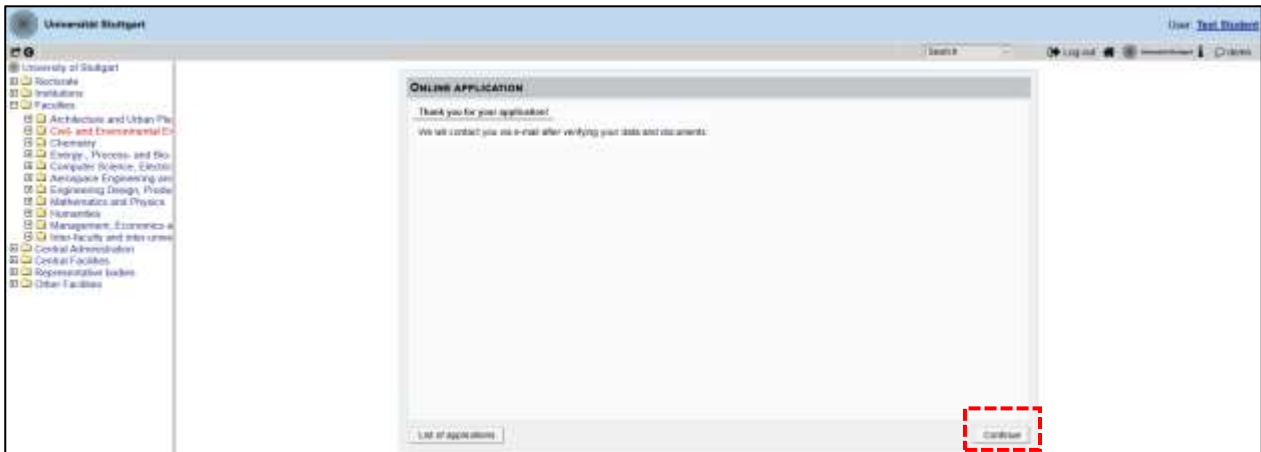 Universität Stuttgart
User: Test Student
Search
Log out
University of Stuttgart
Rectorate
Institutions
Faculties
Architecture and Urban Pla
Civil- and Environmental En
Chemistry
Energy-, Process- and Bio-
Computer Science, Electric
Aerospace Engineering and
Engineering Design, Produ
Mathematics and Physics
Humanities
Management, Economics a
Inter-faculty and inter-unive
Central Administration
Central Facilities
Representative bodies
Other Facilities
ONLINE APPLICATION
Thank you for your application!
We will contact you via e-mail after verifying your data and documents.
List of applications
Continue